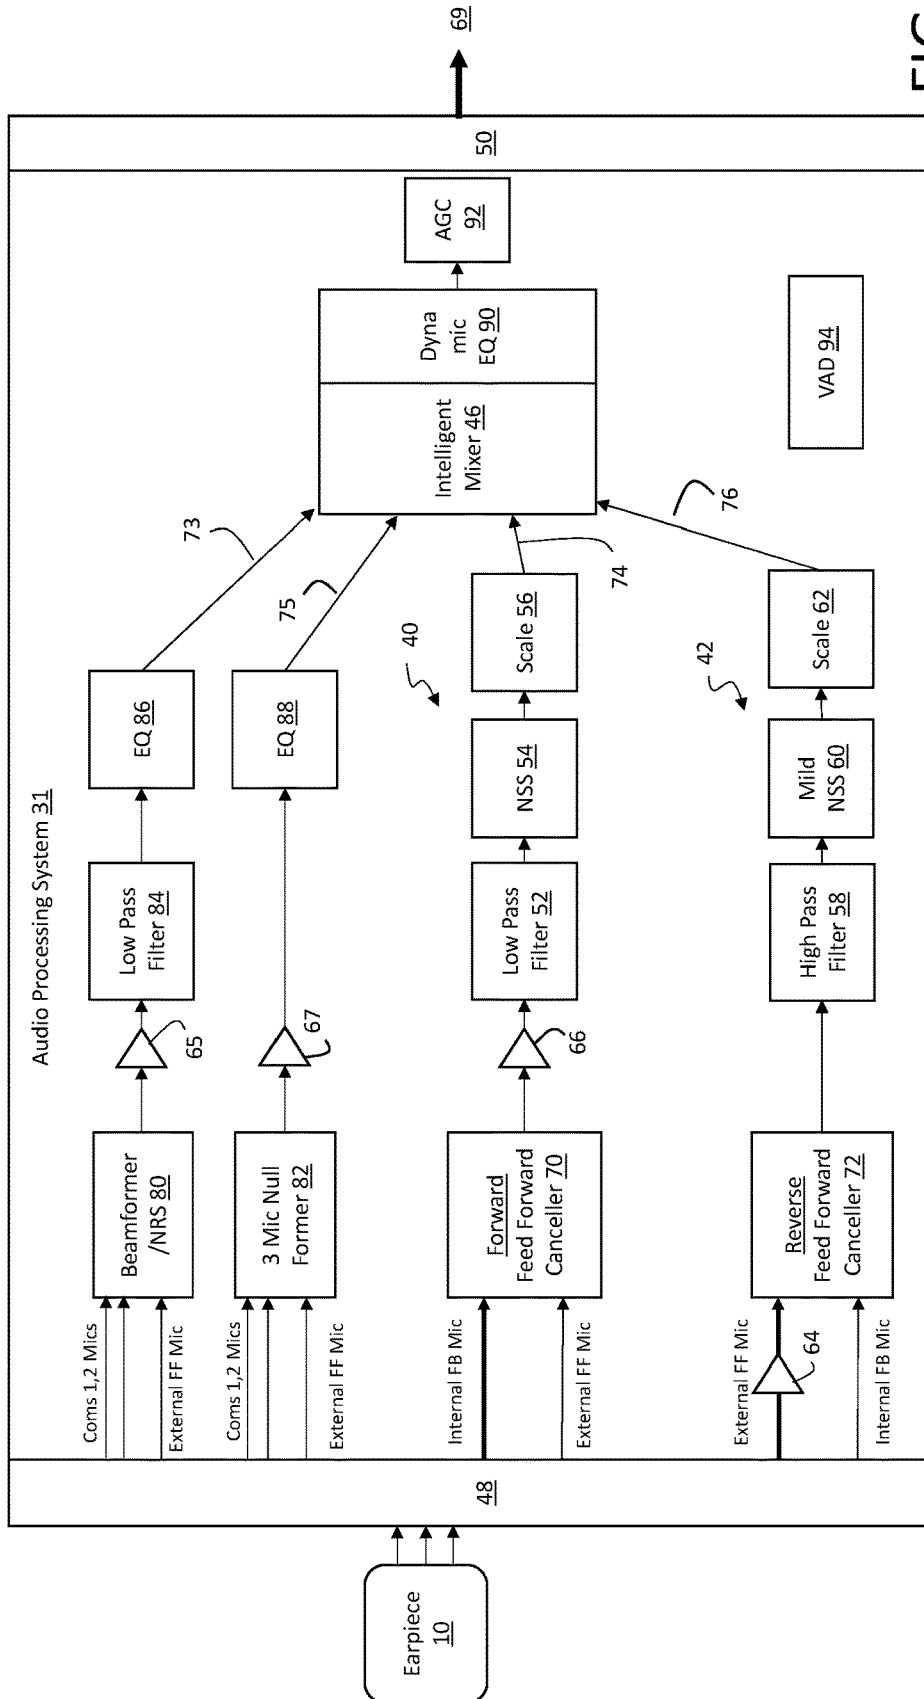 Audio Processing System 31
Earpiece
10
48
Coms 1,2 Mics
External FF Mic
Beamformer
/NRS 80
65
Low Pass
Filter 84
EQ 86
73
Coms 1,2 Mics
External FF Mic
3 Mic Null
Former 82
67
EQ 88
75
Internal FB Mic
External FF Mic
Forward
Feed Forward
Canceller 70
66
Low Pass
Filter 52
NSS 54
Scale 56
40
74
External FF Mic
64
Internal FB Mic
Reverse
Feed Forward
Canceller 72
High Pass
Filter 58
Mild
NSS 60
Scale 62
42
76
Intelligent
Mixer 46
Dyna
mic
EQ 90
AGC
92
VAD 94
50
69
FIG